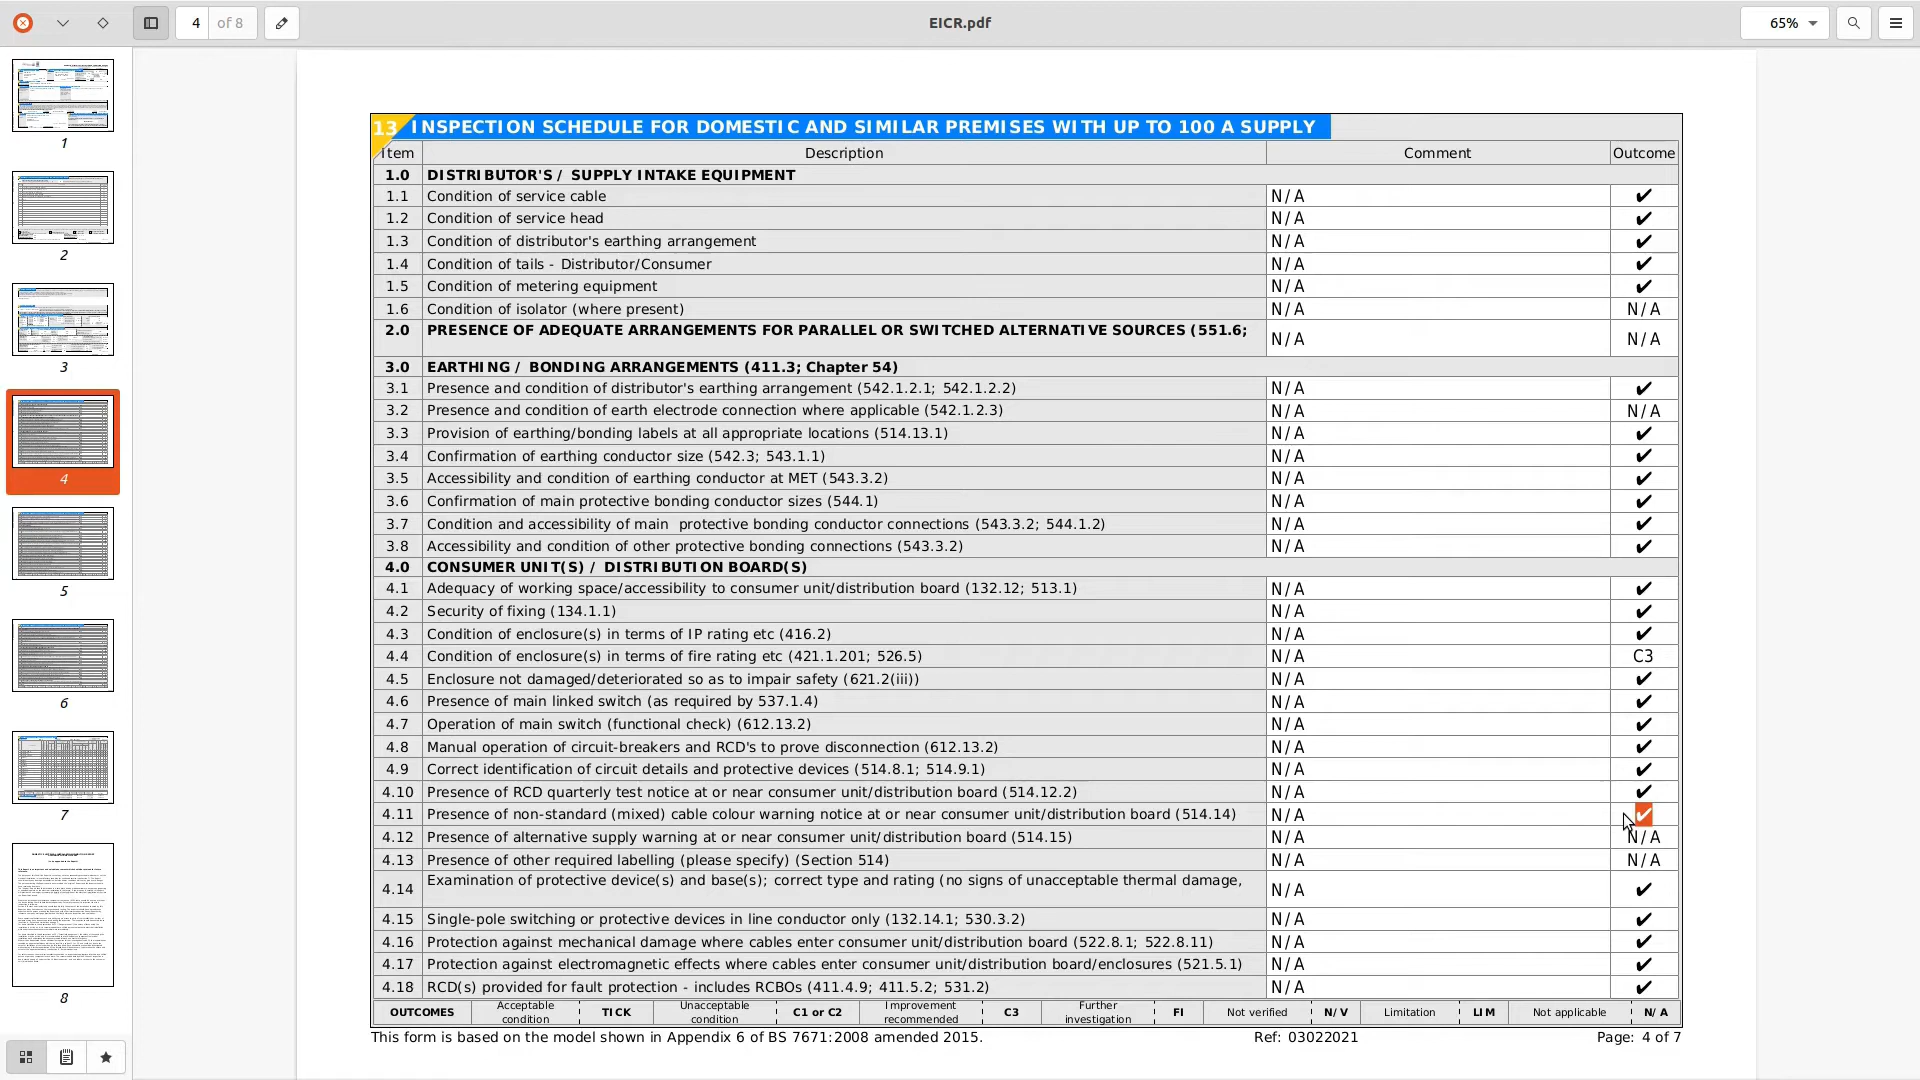 4 of 8
EICR.pdf
65%
1
2
3
4
5
6
7
8
13 INSPECTION SCHEDULE FOR DOMESTIC AND SIMILAR PREMISES WITH UP TO 100 A SUPPLY
Item Description Comment Outcome
1.0 DISTRIBUTOR'S / SUPPLY INTAKE EQUIPMENT
1.1 Condition of service cable N/A ✔
1.2 Condition of service head N/A ✔
1.3 Condition of distributor's earthing arrangement N/A ✔
1.4 Condition of tails - Distributor/Consumer N/A ✔
1.5 Condition of metering equipment N/A ✔
1.6 Condition of isolator (where present) N/A N/A
2.0 PRESENCE OF ADEQUATE ARRANGEMENTS FOR PARALLEL OR SWITCHED ALTERNATIVE SOURCES (551.6; N/A N/A
3.0 EARTHING / BONDING ARRANGEMENTS (411.3; Chapter 54)
3.1 Presence and condition of distributor's earthing arrangement (542.1.2.1; 542.1.2.2) N/A ✔
3.2 Presence and condition of earth electrode connection where applicable (542.1.2.3) N/A N/A
3.3 Provision of earthing/bonding labels at all appropriate locations (514.13.1) N/A ✔
3.4 Confirmation of earthing conductor size (542.3; 543.1.1) N/A ✔
3.5 Accessibility and condition of earthing conductor at MET (543.3.2) N/A ✔
3.6 Confirmation of main protective bonding conductor sizes (544.1) N/A ✔
3.7 Condition and accessibility of main protective bonding conductor connections (543.3.2; 544.1.2) N/A ✔
3.8 Accessibility and condition of other protective bonding connections (543.3.2) N/A ✔
4.0 CONSUMER UNIT(S) / DISTRIBUTION BOARD(S)
4.1 Adequacy of working space/accessibility to consumer unit/distribution board (132.12; 513.1) N/A ✔
4.2 Security of fixing (134.1.1) N/A ✔
4.3 Condition of enclosure(s) in terms of IP rating etc (416.2) N/A ✔
4.4 Condition of enclosure(s) in terms of fire rating etc (421.1.201; 526.5) N/A C3
4.5 Enclosure not damaged/deteriorated so as to impair safety (621.2(iii)) N/A ✔
4.6 Presence of main linked switch (as required by 537.1.4) N/A ✔
4.7 Operation of main switch (functional check) (612.13.2) N/A ✔
4.8 Manual operation of circuit-breakers and RCD's to prove disconnection (612.13.2) N/A ✔
4.9 Correct identification of circuit details and protective devices (514.8.1; 514.9.1) N/A ✔
4.10 Presence of RCD quarterly test notice at or near consumer unit/distribution board (514.12.2) N/A ✔
4.11 Presence of non-standard (mixed) cable colour warning notice at or near consumer unit/distribution board (514.14) N/A ✔
4.12 Presence of alternative supply warning at or near consumer unit/distribution board (514.15) N/A N/A
4.13 Presence of other required labelling (please specify) (Section 514) N/A N/A
4.14 Examination of protective device(s) and base(s); correct type and rating (no signs of unacceptable thermal damage, N/A ✔
4.15 Single-pole switching or protective devices in line conductor only (132.14.1; 530.3.2) N/A ✔
4.16 Protection against mechanical damage where cables enter consumer unit/distribution board (522.8.1; 522.8.11) N/A ✔
4.17 Protection against electromagnetic effects where cables enter consumer unit/distribution board/enclosures (521.5.1) N/A ✔
4.18 RCD(s) provided for fault protection - includes RCBOs (411.4.9; 411.5.2; 531.2) N/A ✔
OUTCOMES Acceptable condition TICK Unacceptable condition C1 or C2 Improvement recommended C3 Further investigation FI Not verified N/V Limitation LIM Not applicable N/A
This form is based on the model shown in Appendix 6 of BS 7671:2008 amended 2015. Ref: 03022021 Page: 4 of 7